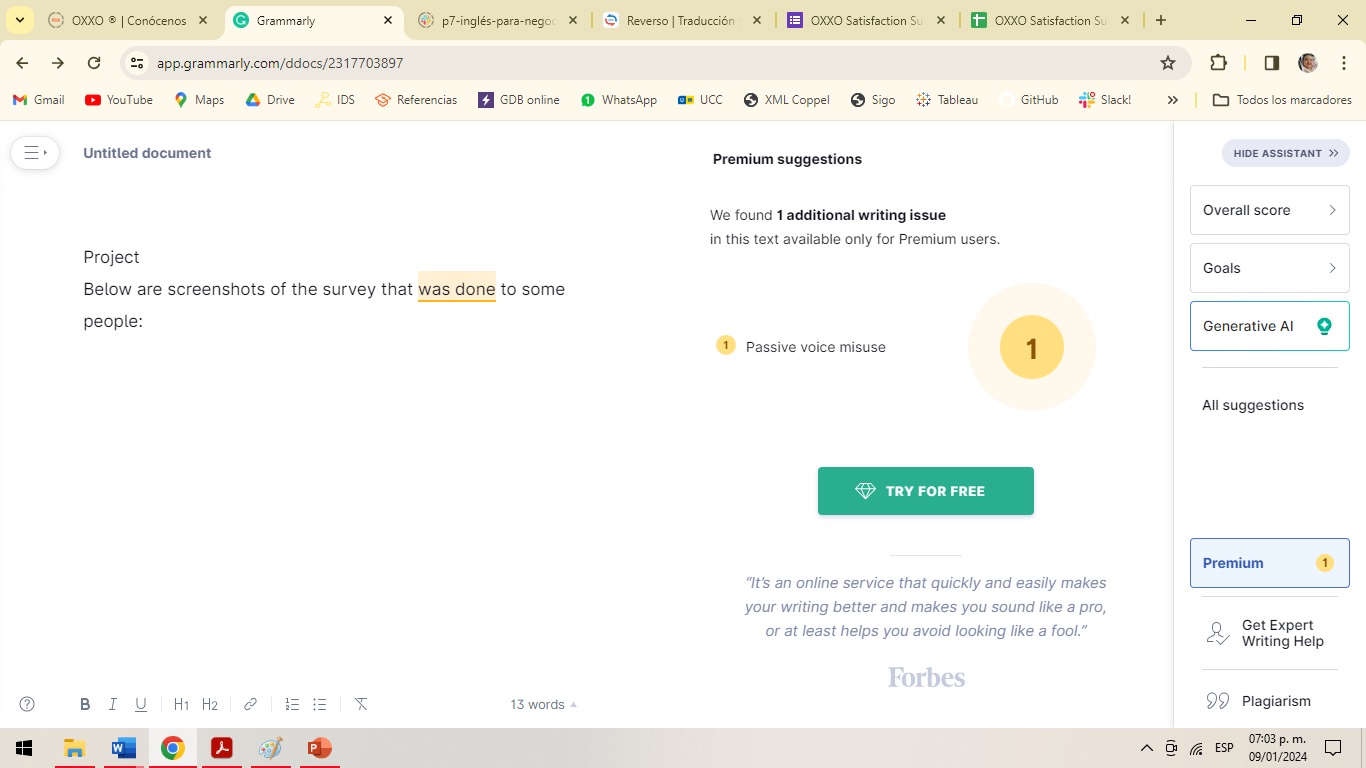 OXXO ® | Conócenos
Grammarly
p7-inglés-para-negoc
Reverso | Traducción
OXXO Satisfaction Su
OXXO Satisfaction Su
app.grammarly.com/ddocs/2317703897
Gmail
YouTube
Maps
Drive
IDS
Referencias
GDB online
WhatsApp
UCC
XML Coppel
Sigo
Tableau
GitHub
Slack!
Todos los marcadores
Untitled document
Project
Below are screenshots of the survey that was done to some
people:
Premium suggestions
We found 1 additional writing issue
in this text available only for Premium users.
1 Passive voice misuse
1
TRY FOR FREE
“It’s an online service that quickly and easily makes
your writing better and makes you sound like a pro,
or at least helps you avoid looking like a fool.”
Forbes
HIDE ASSISTANT
Overall score
Goals
Generative AI
All suggestions
Premium 1
Get Expert
Writing Help
Plagiarism
B I U H1 H2
13 words
ESP
07:03 p. m.
09/01/2024